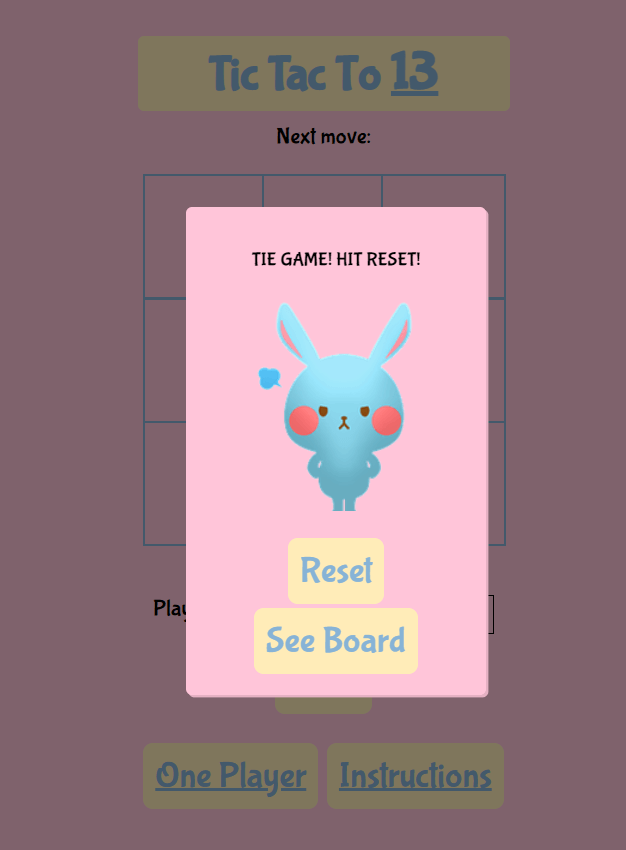 Tic Tac To 13
Next move:
TIE GAME! HIT RESET!
Reset
See Board
One Player
Instructions